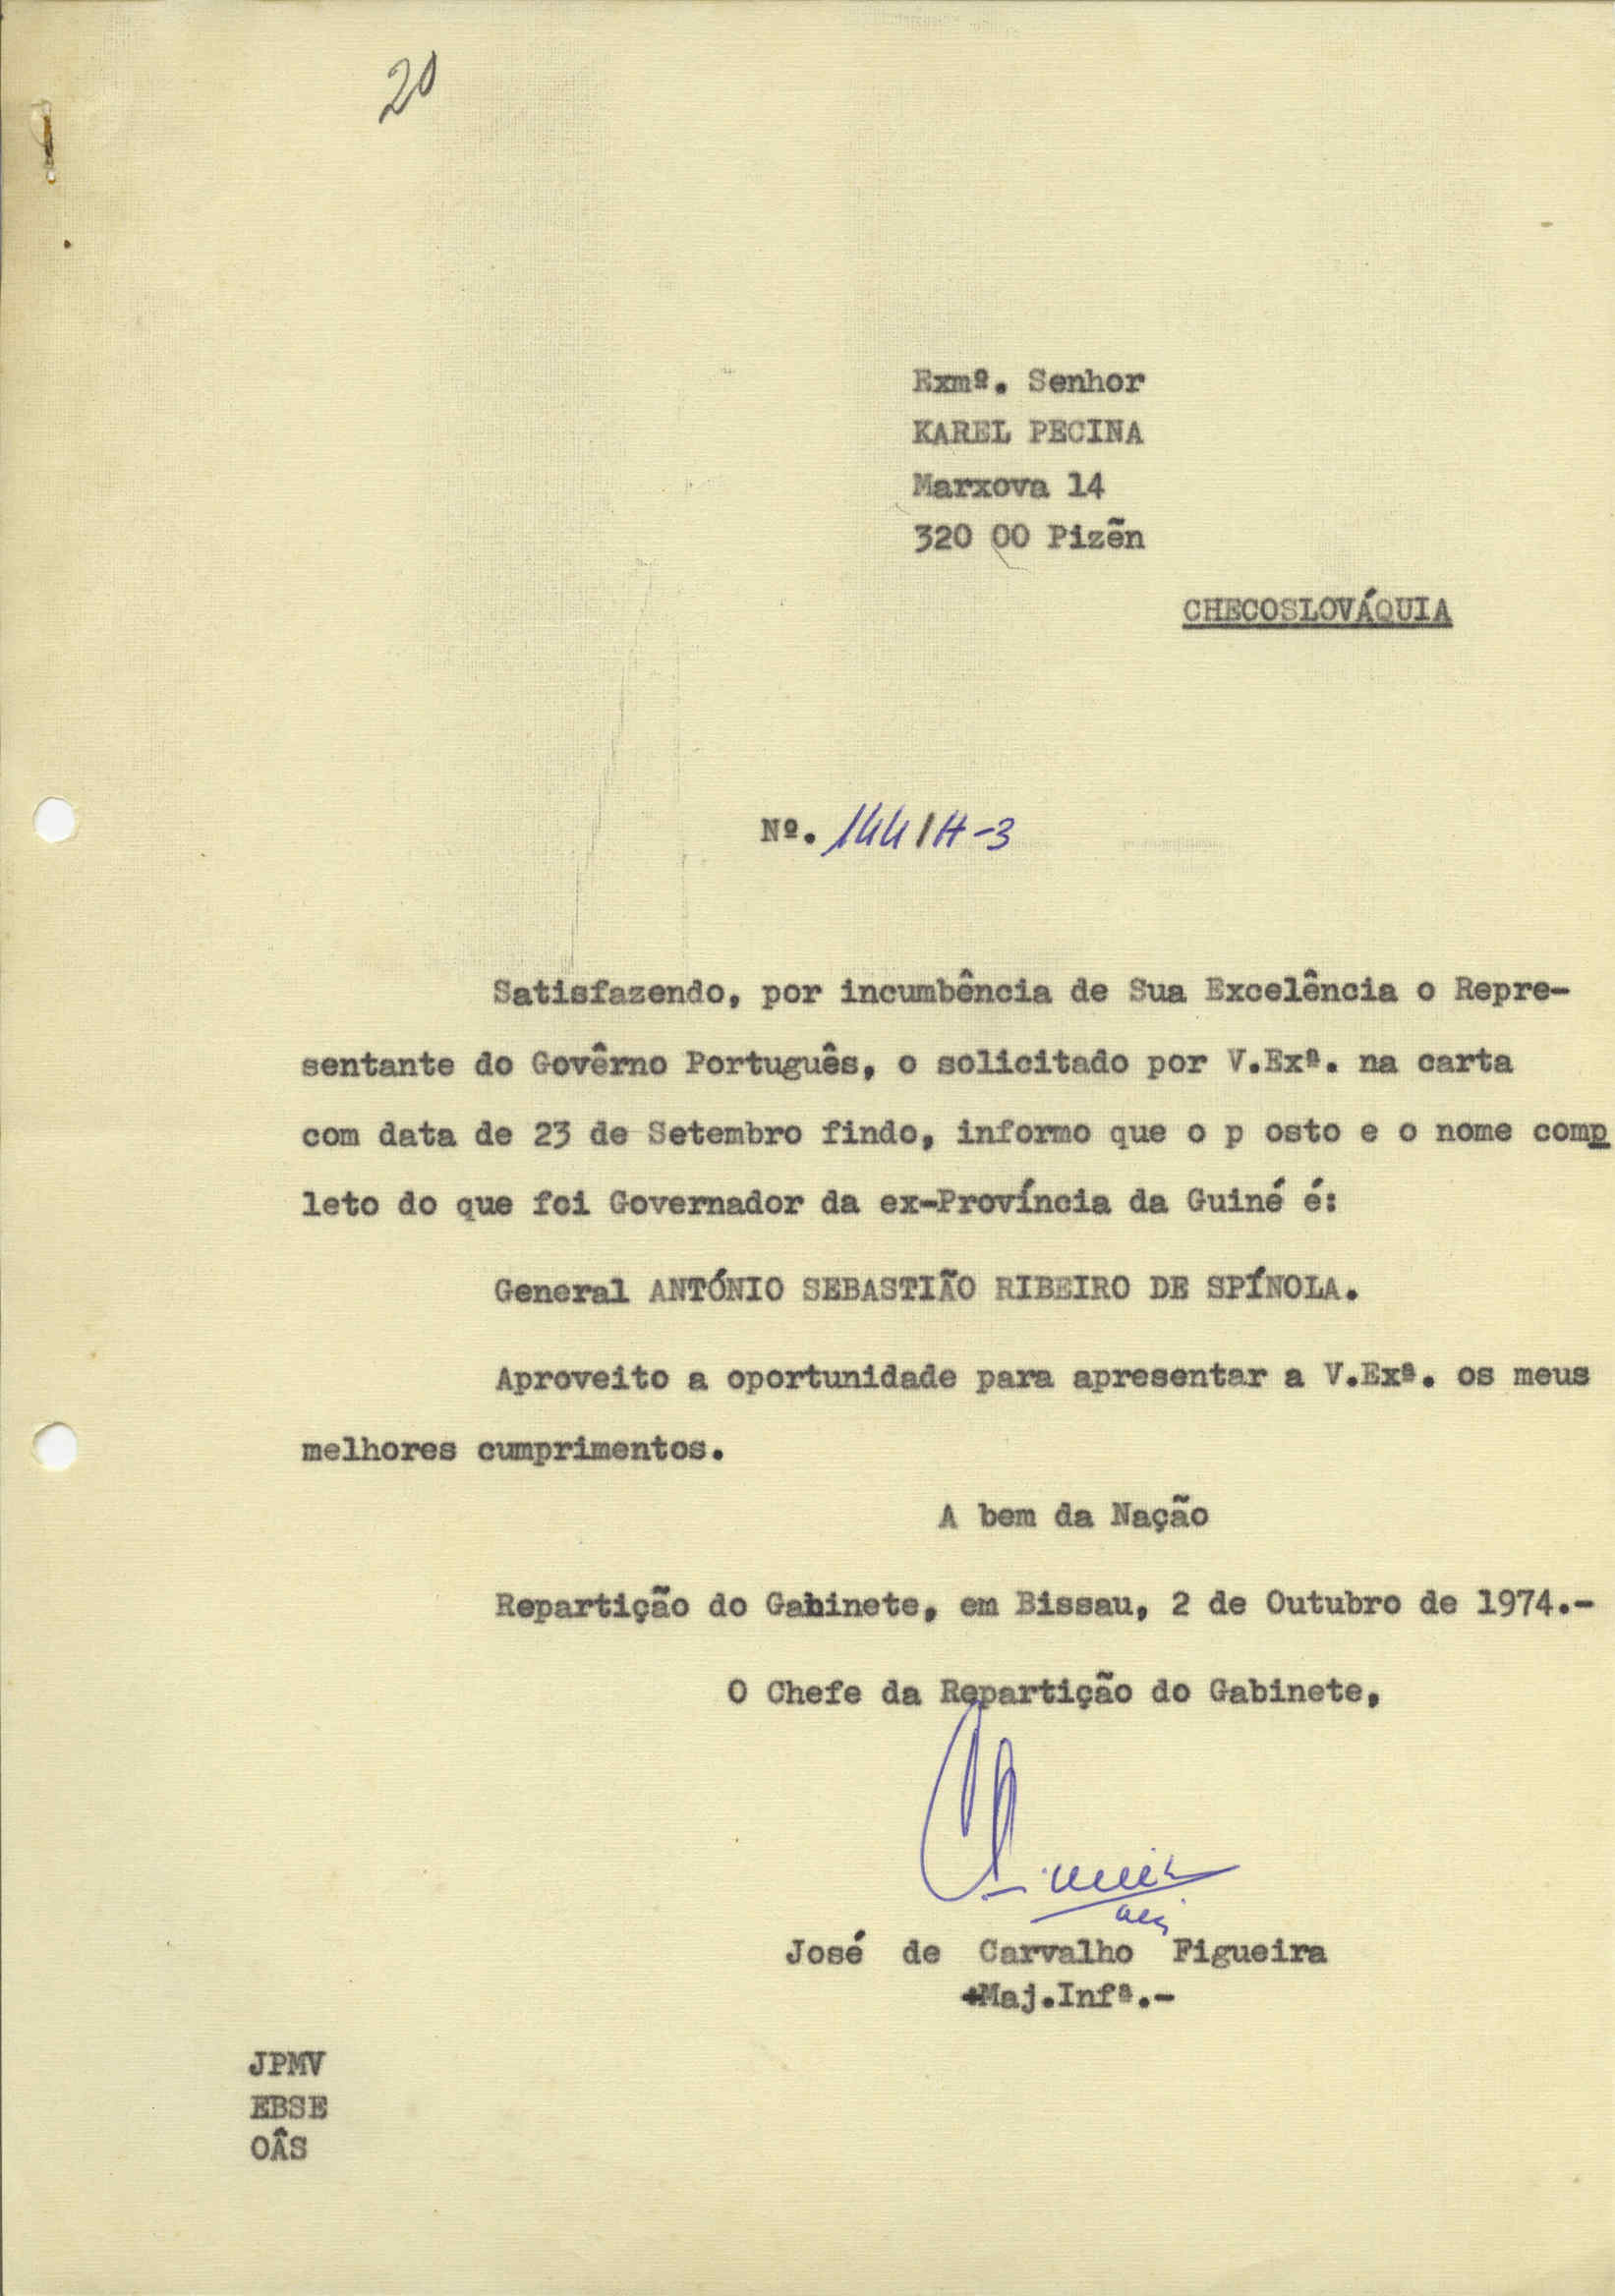 20
Exmº. Senhor
KAREL PECINA
Marxova 14
320 00 Pizẽn
CHECOSLOVÁQUIA
Nº. 144/H-3
Satisfazendo, por incumbência de Sua Excelência o Repre-
sentante do Govêrno Português, o solicitado por V.Exª. na carta
com data de 23 de Setembro findo, informo que o p osto e o nome comp
leto do que foi Governador da ex-Província da Guiné é:
General ANTÓNIO SEBASTIÃO RIBEIRO DE SPÍNOLA.
Aproveito a oportunidade para apresentar a V.Exª. os meus
melhores cumprimentos.
A bem da Nação
Repartição do Gabinete, em Bissau, 2 de Outubro de 1974.-
O Chefe da Repartição do Gabinete,
José de Carvalho Figueira
+Maj.Infª.-
JPMV
EBSE
OÂS